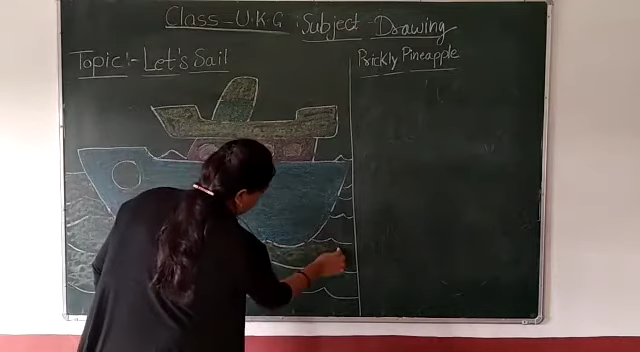 Class - U.K.G : Subject - Drawing
Topic:- Let's Sail
Prickly Pineapple